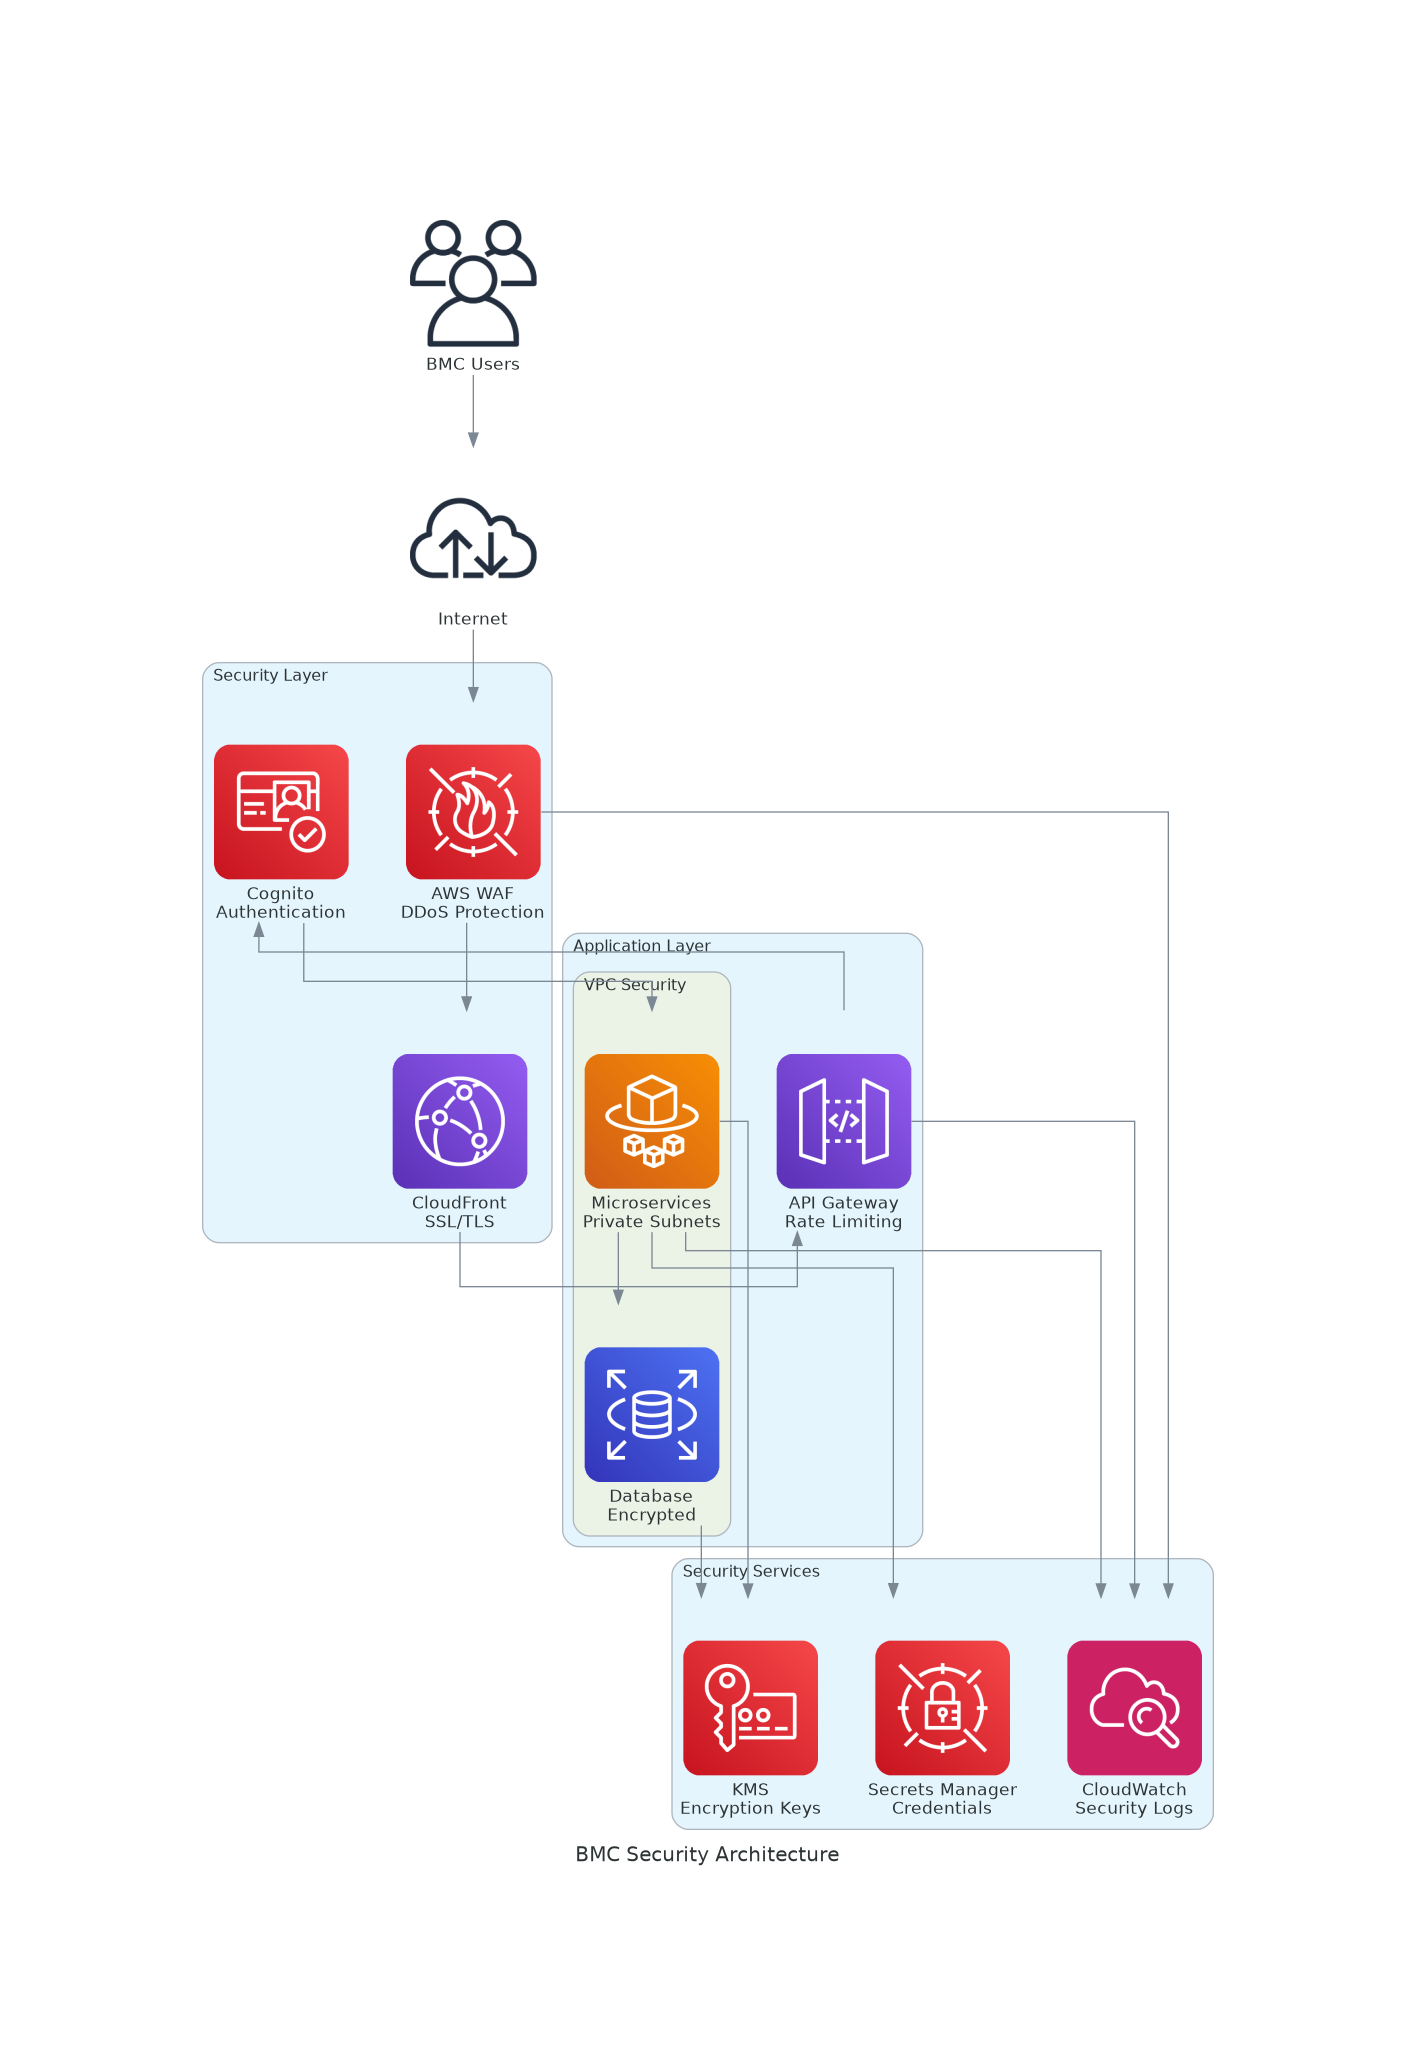 BMC Users
Internet
Security Layer
Cognito
Authentication
AWS WAF
DDoS Protection
Application Layer
VPC Security
CloudFront
SSL/TLS
Microservices
Private Subnets
API Gateway
Rate Limiting
Database
Encrypted
Security Services
KMS
Encryption Keys
Secrets Manager
Credentials
CloudWatch
Security Logs
BMC Security Architecture